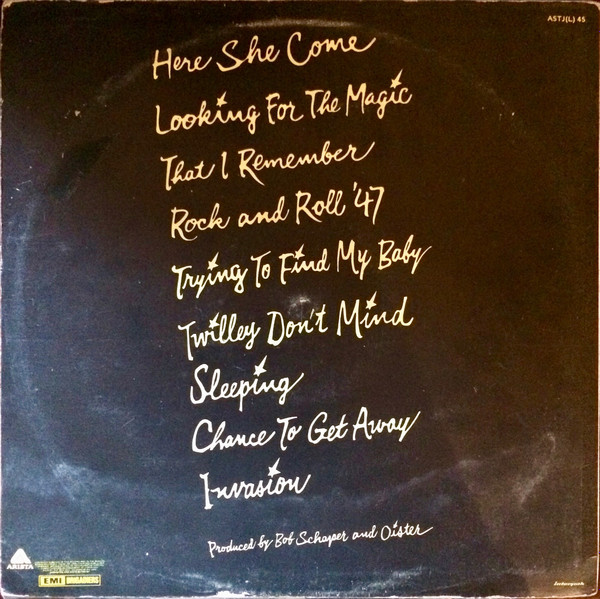 ASTJ(L) 45
Here She Come
Looking For The Magic
That I Remember
Rock and Roll '47
Trying To Find My Baby
Twilley Don't Mind
Sleeping
Chance To Get Away
Invasion
Produced by Bob Schaper and Oister
ARISTA
EMI BRIGADIERS